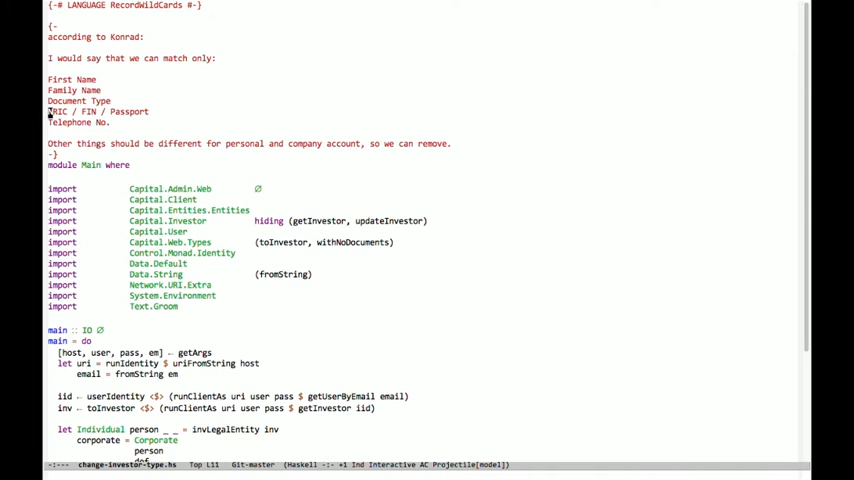 {-# LANGUAGE RecordWildCards #-}
{-
according to Konrad:
I would say that we can match only:
First Name
Family Name
Document Type
NRIC / FIN / Passport
Telephone No.
Other things should be different for personal and company account, so we can remove.
-}
module Main where
import Capital.Admin.Web ∅
import Capital.Client
import Capital.Entities.Entities
import Capital.Investor hiding (getInvestor, updateInvestor)
import Capital.User
import Capital.Web.Types (toInvestor, withNoDocuments)
import Control.Monad.Identity
import Data.Default
import Data.String (fromString)
import Network.URI.Extra
import System.Environment
import Text.Groom
main :: IO ∅
main = do
[host, user, pass, em] ← getArgs
let uri = runIdentity $ uriFromString host
email = fromString em
iid ← userIdentity <$> (runClientAs uri user pass $ getUserByEmail email)
inv ← toInvestor <$> (runClientAs uri user pass $ getInvestor iid)
let Individual person _ _ = invLegalEntity inv
corporate = Corporate
person
def
-:--- change-investor-type.hs Top L11 Git-master (Haskell -:- +1 Ind Interactive AC Projectile[model])